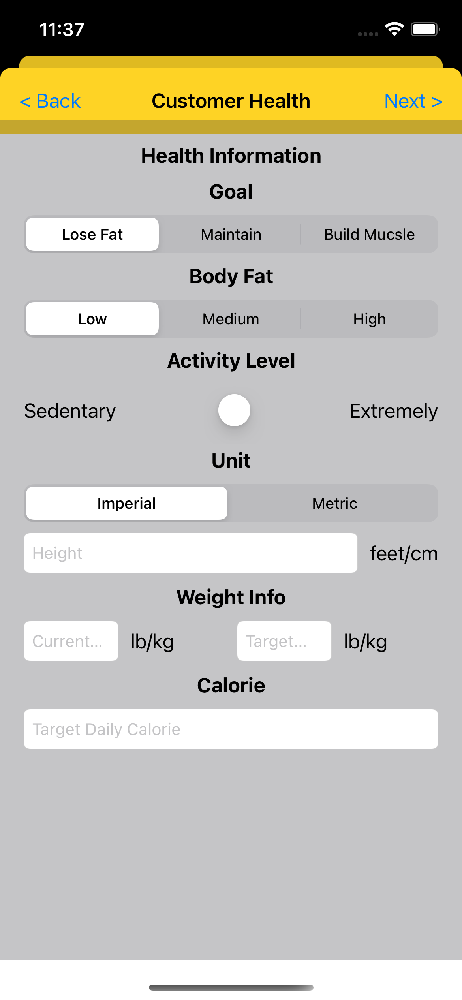 11:37
< Back Customer Health Next >
Health Information
Goal
Lose Fat Maintain Build Mucsle
Body Fat
Low Medium High
Activity Level
Sedentary Extremely
Unit
Imperial Metric
Height feet/cm
Weight Info
Current... lb/kg Target... lb/kg
Calorie
Target Daily Calorie